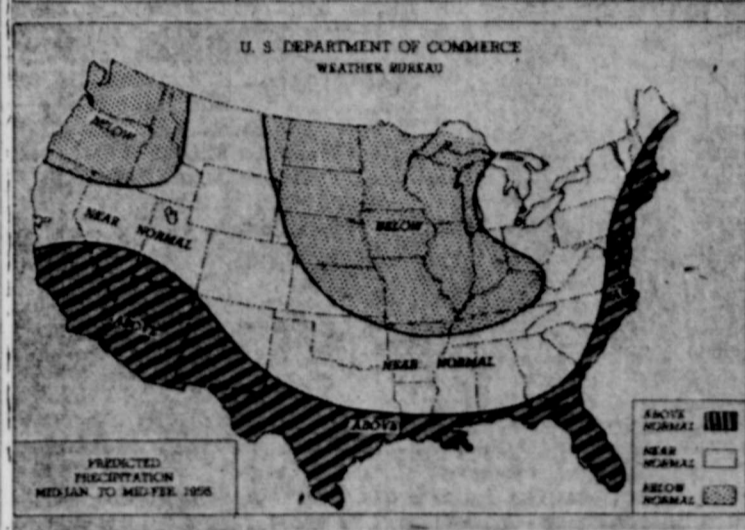 U. S. DEPARTMENT OF COMMERCE
WEATHER BUREAU
BELOW
NEAR
NORMAL
BELOW
ABOVE
NEAR NORMAL
ABOVE
PREDICTED
PRECIPITATION
MID-JAN. TO MID-FEB.
ABOVE
NORMAL
NEAR
NORMAL
BELOW
NORMAL